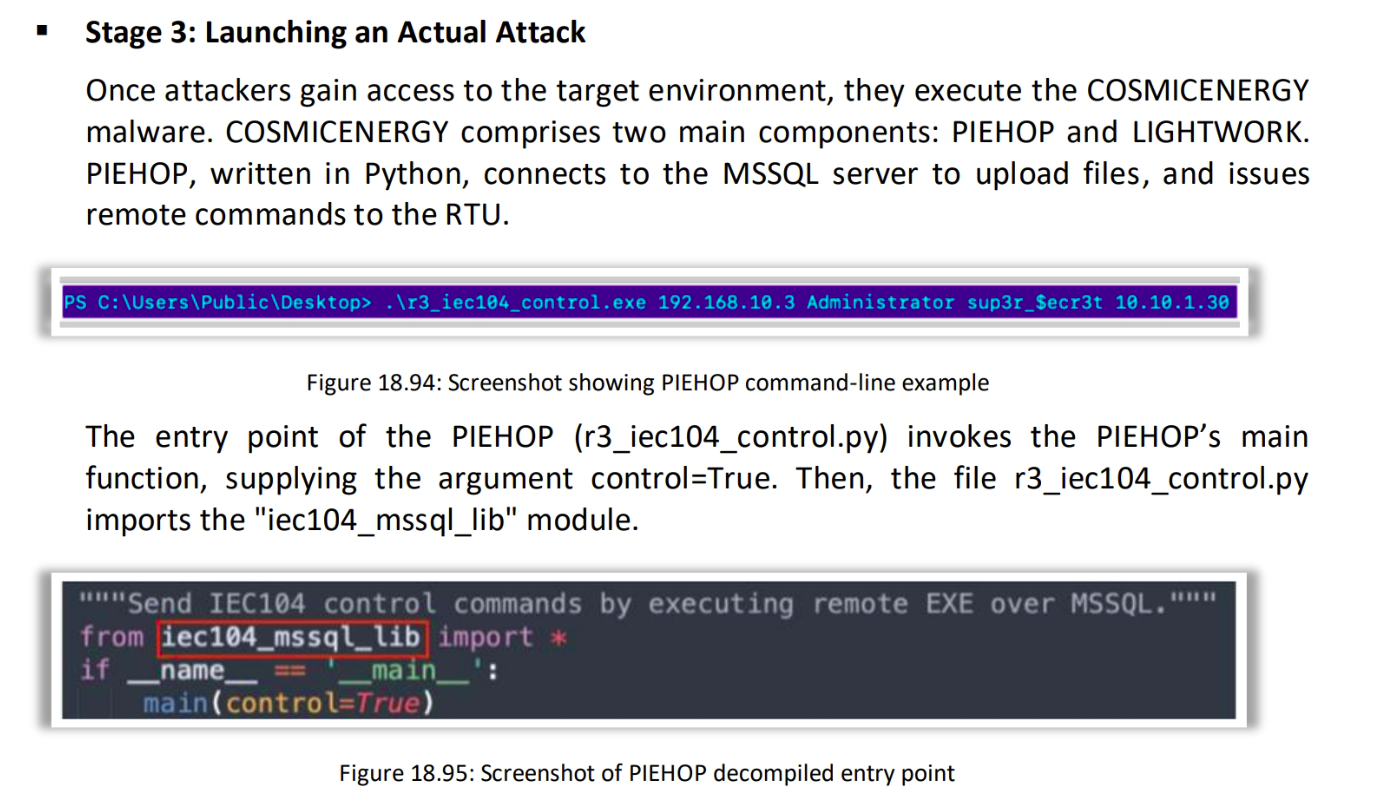 ▪ Stage 3: Launching an Actual Attack
Once attackers gain access to the target environment, they execute the COSMICENERGY
malware. COSMICENERGY comprises two main components: PIEHOP and LIGHTWORK.
PIEHOP, written in Python, connects to the MSSQL server to upload files, and issues
remote commands to the RTU.
PS C:\Users\Public\Desktop> .\r3_iec104_control.exe 192.168.10.3 Administrator sup3r_$ecr3t 10.10.1.30
Figure 18.94: Screenshot showing PIEHOP command-line example
The entry point of the PIEHOP (r3_iec104_control.py) invokes the PIEHOP’s main
function, supplying the argument control=True. Then, the file r3_iec104_control.py
imports the "iec104_mssql_lib" module.
"""Send IEC104 control commands by executing remote EXE over MSSQL."""
from iec104_mssql_lib import *
if __name__ == '__main__':
    main(control=True)
Figure 18.95: Screenshot of PIEHOP decompiled entry point